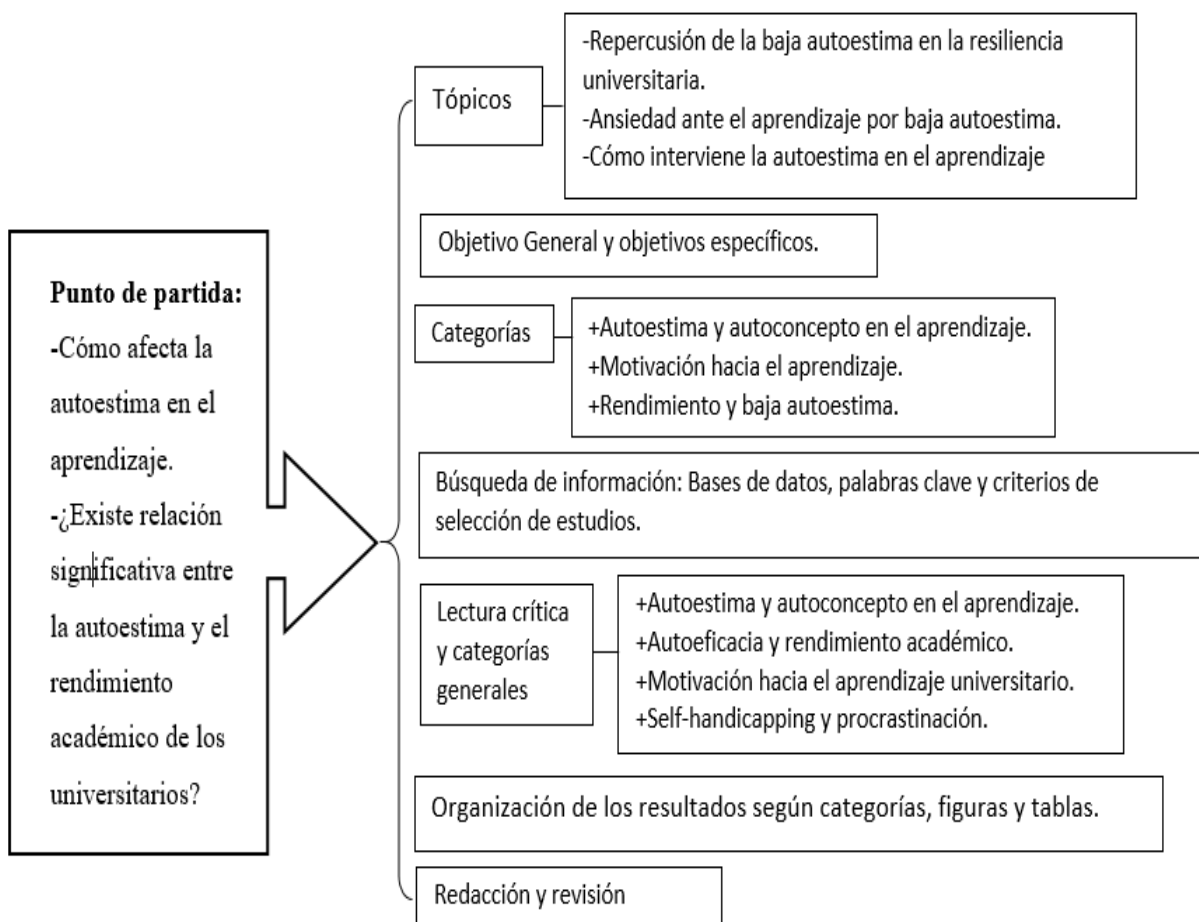 Punto de partida:
-Cómo afecta la
autoestima en el
aprendizaje.
-¿Existe relación
significativa entre
la autoestima y el
rendimiento
académico de los
universitarios?
Tópicos
-Repercusión de la baja autoestima en la resiliencia
universitaria.
-Ansiedad ante el aprendizaje por baja autoestima.
-Cómo interviene la autoestima en el aprendizaje
Objetivo General y objetivos específicos.
Categorías
+Autoestima y autoconcepto en el aprendizaje.
+Motivación hacia el aprendizaje.
+Rendimiento y baja autoestima.
Búsqueda de información: Bases de datos, palabras clave y criterios de
selección de estudios.
Lectura crítica
y categorías
generales
+Autoestima y autoconcepto en el aprendizaje.
+Autoeficacia y rendimiento académico.
+Motivación hacia el aprendizaje universitario.
+Self-handicapping y procrastinación.
Organización de los resultados según categorías, figuras y tablas.
Redacción y revisión